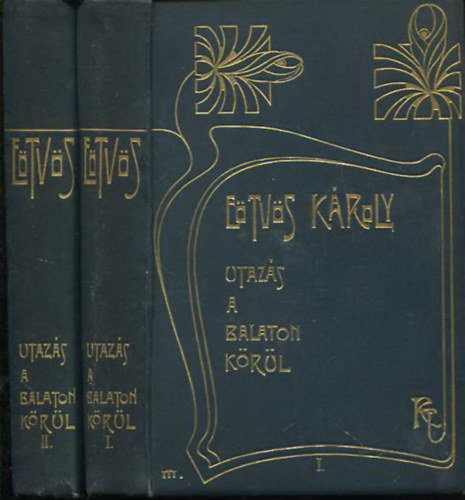 EÖTVÖS
UTAZÁS
A
BALATON
KÖRÜL
II.
EÖTVÖS
UTAZÁS
A
BALATON
KÖRÜL
I.
EÖTVÖS KÁROLY
UTAZÁS
A
BALATON
KÖRÜL
I.